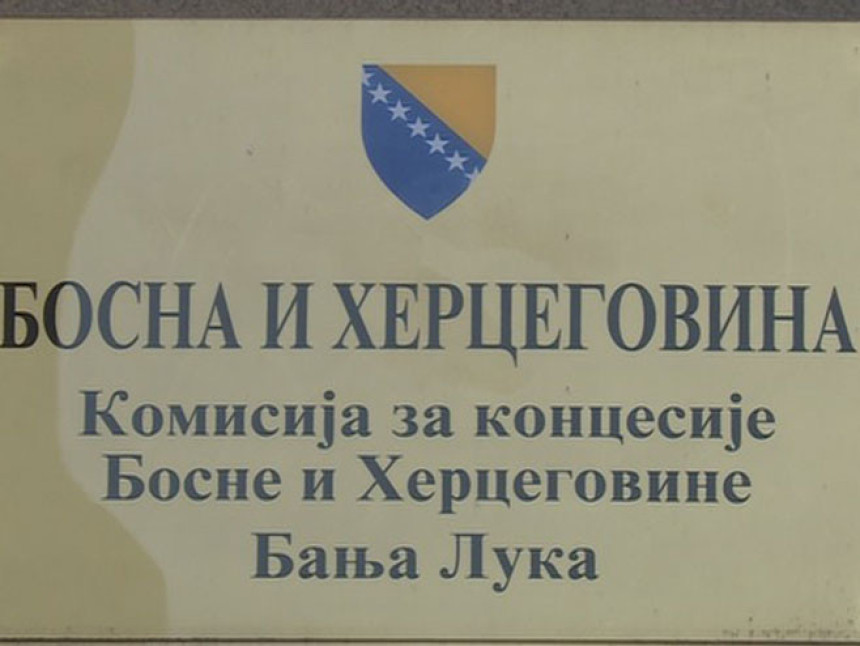 БОСНА И ХЕРЦЕГОВИНА
Комисија за концесије
Босне и Херцеговине
Бања Лука